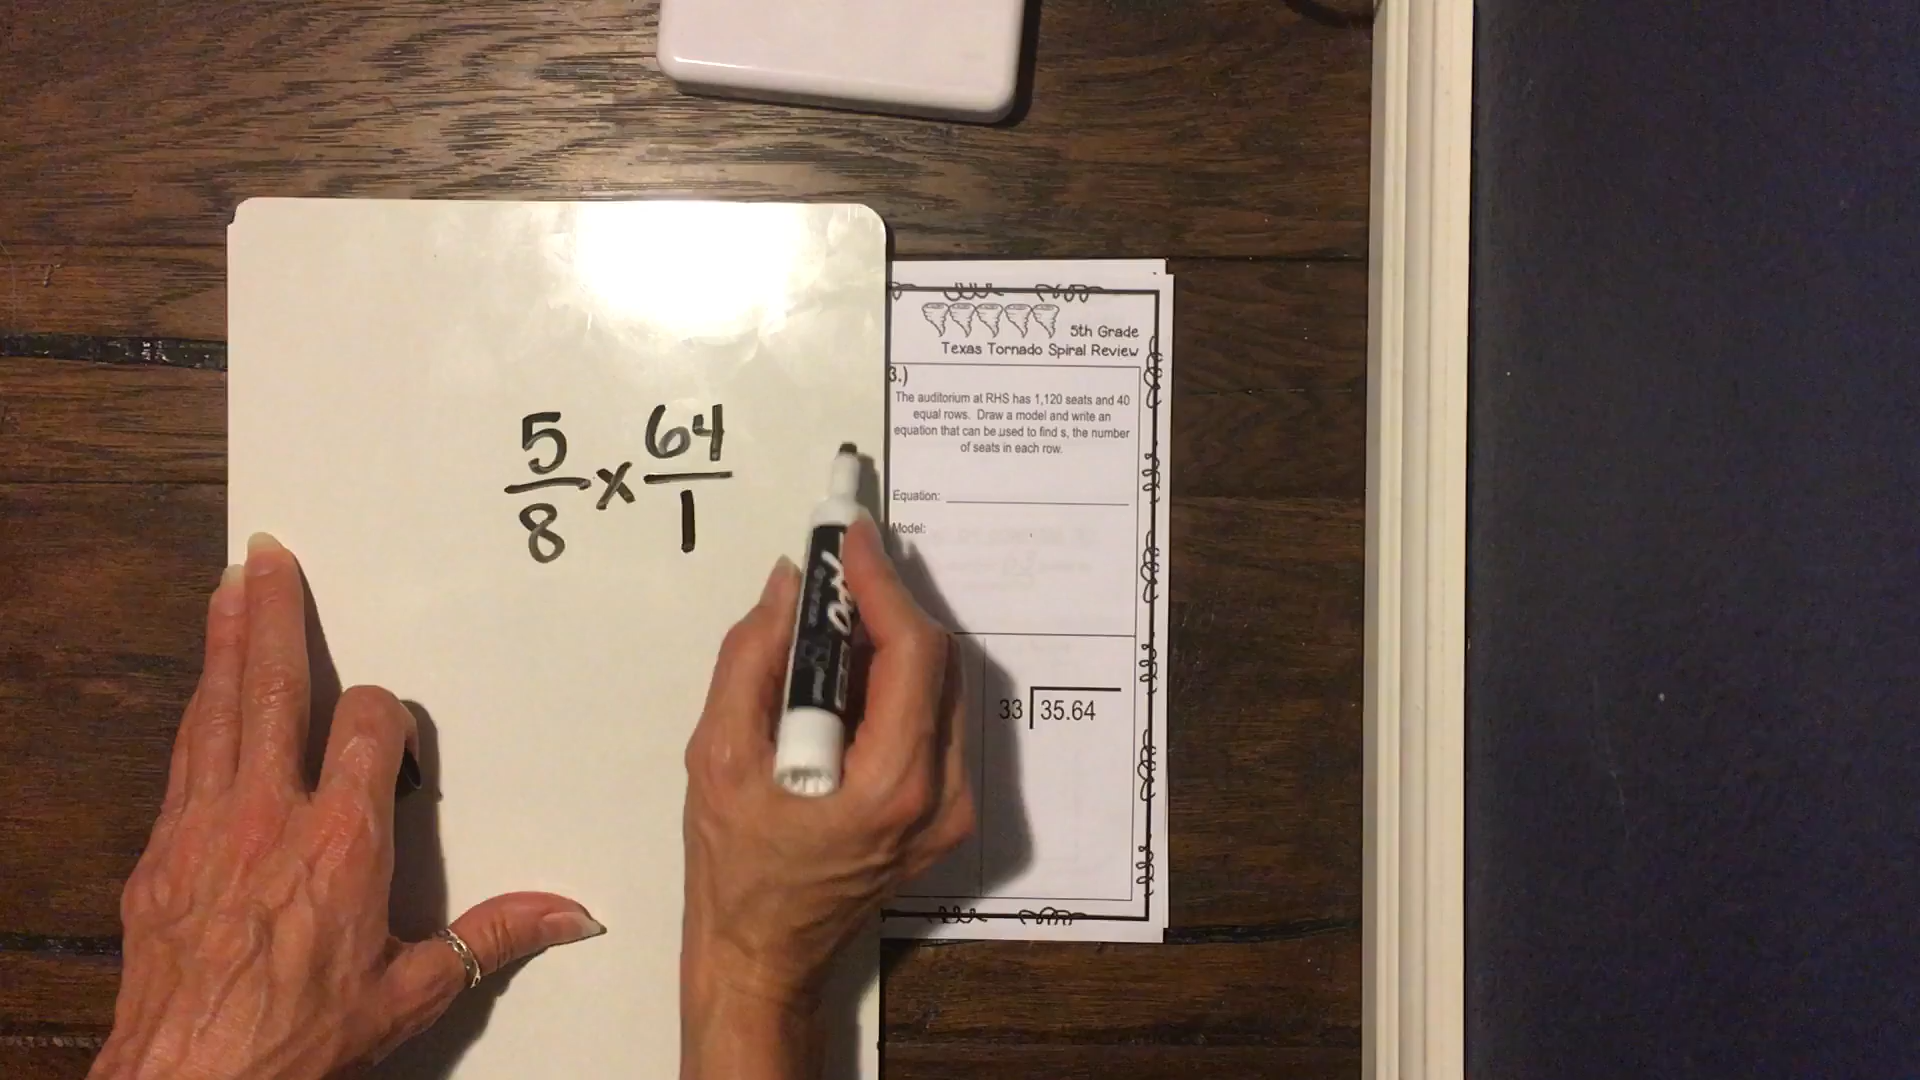 5/8 x 64/1
5th Grade
Texas Tornado Spiral Review
3.)
The auditorium at RHS has 1,120 seats and 40
equal rows. Draw a model and write an
equation that can be used to find s, the number
of seats in each row.
Equation:
Model:
33 35.64
EXPO